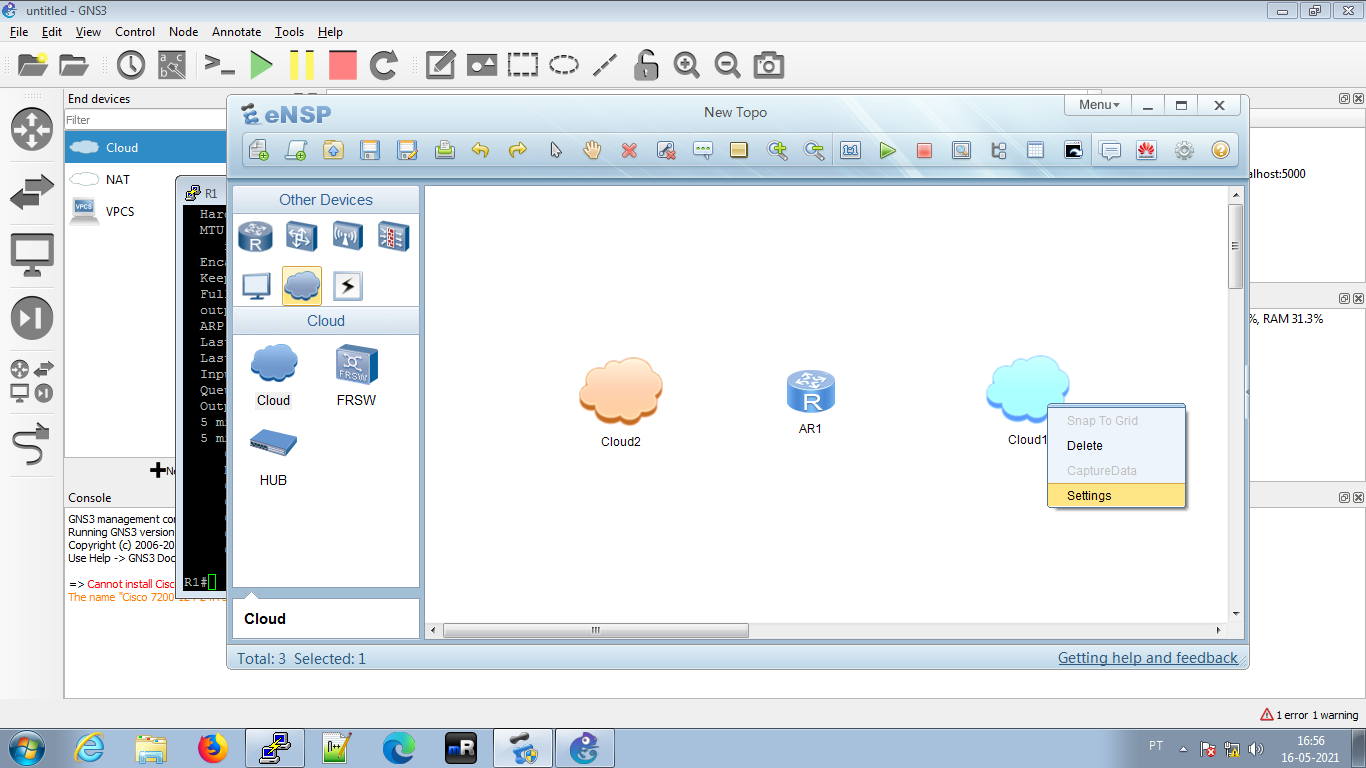 untitled - GNS3
File Edit View Control Node Annotate Tools Help
End devices
Filter
Cloud
NAT
VPCS
VPCS
R1
Hard
MTU
Enca
Keep
Full
outp
ARP
Last
Last
Inpu
Queu
Outp
5 m
5 m
R1#
Console
GNS3 management con
Running GNS3 version
Copyright (c) 2006-20
Use Help -> GNS3 Doc
=> Cannot install Cisc
The name "Cisco 7200
eNSP
New Topo
Menu
Other Devices
R
Cloud
Cloud
FRSW
FRSW
HUB
Cloud
Cloud2
R
AR1
Cloud1
Snap To Grid
Delete
CaptureData
Settings
Total: 3 Selected: 1
Getting help and feedback
alhost:5000
%, RAM 31.3%
1 error 1 warning
mR
PT
16:56
16-05-2021